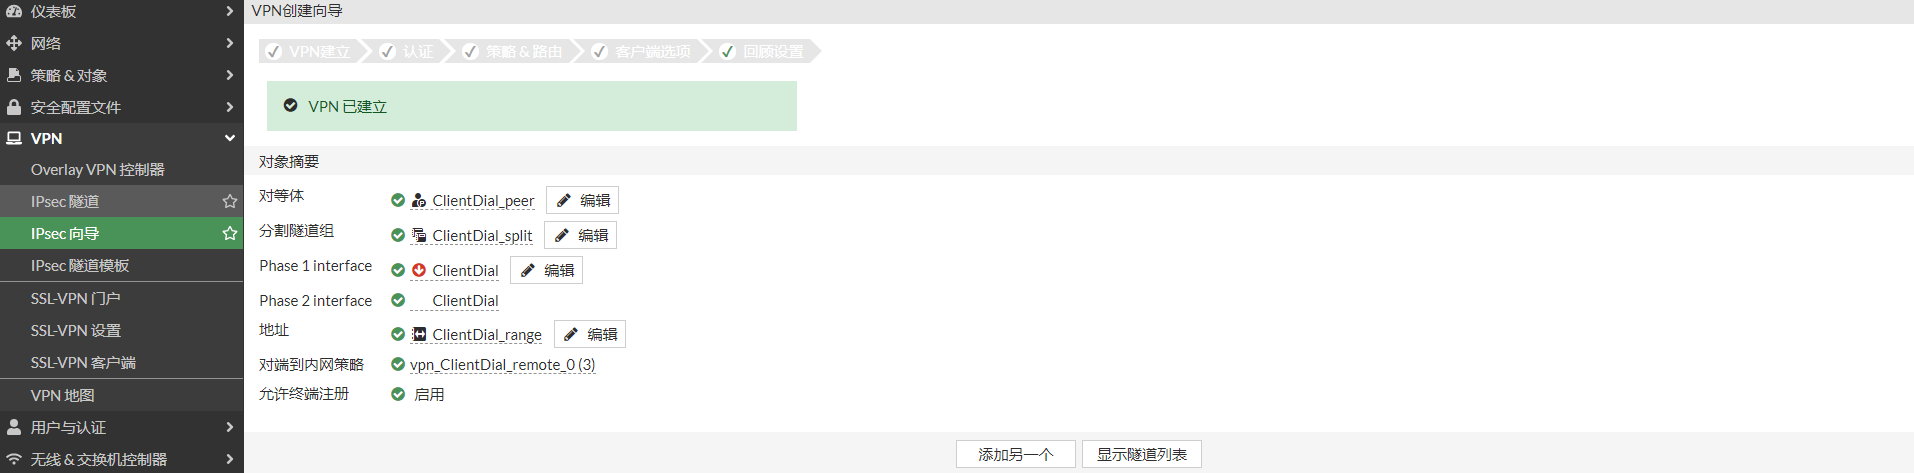 仪表板
网络
策略 & 对象
安全配置文件
VPN
Overlay VPN 控制器
IPsec 隧道
IPsec 向导
IPsec 隧道模板
SSL-VPN 门户
SSL-VPN 设置
SSL-VPN 客户端
VPN 地图
用户与认证
无线 & 交换机控制器
VPN创建向导
VPN建立 认证 策略 & 路由 客户端选项 回顾设置
VPN 已建立
对象摘要
对等体 ClientDial_peer 编辑
分割隧道组 ClientDial_split 编辑
Phase 1 interface ClientDial 编辑
Phase 2 interface ClientDial
地址 ClientDial_range 编辑
对端到内网策略 vpn_ClientDial_remote_0 (3)
允许终端注册 启用
添加另一个 显示隧道列表